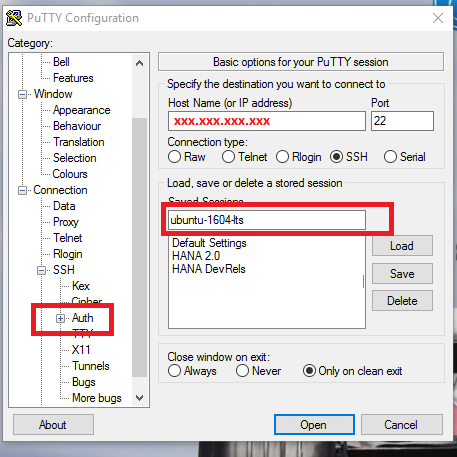 PuTTY Configuration
Category:
Bell
Features
Window
Appearance
Behaviour
Translation
Selection
Colours
Connection
Data
Proxy
Telnet
Rlogin
SSH
Kex
Cipher
Auth
TTY
X11
Tunnels
Bugs
More bugs
Basic options for your PuTTY session
Specify the destination you want to connect to
Host Name (or IP address) Port
xxx.xxx.xxx.xxx 22
Connection type:
Raw Telnet Rlogin SSH Serial
Load, save or delete a stored session
Saved Sessions
ubuntu-1604-lts
Default Settings Load
HANA 2.0
HANA DevRels
Save
Delete
Close window on exit:
Always Never Only on clean exit
About Open Cancel